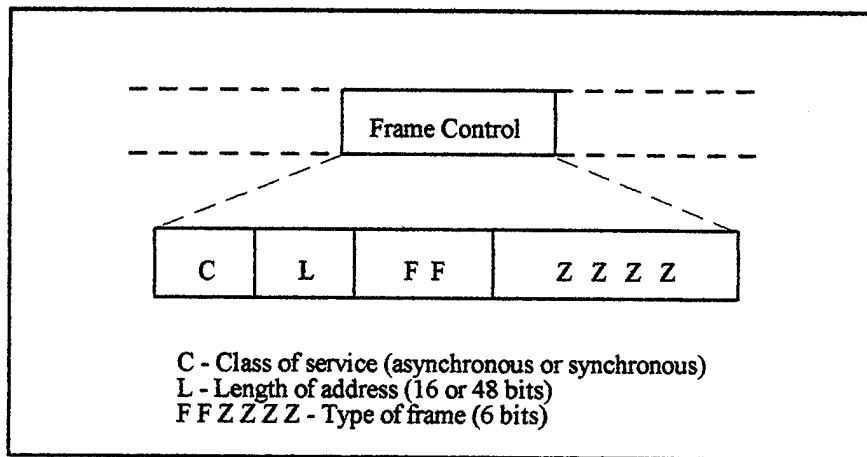 Frame Control
C L F F Z Z Z Z
C - Class of service (asynchronous or synchronous)
L - Length of address (16 or 48 bits)
F F Z Z Z Z - Type of frame (6 bits)